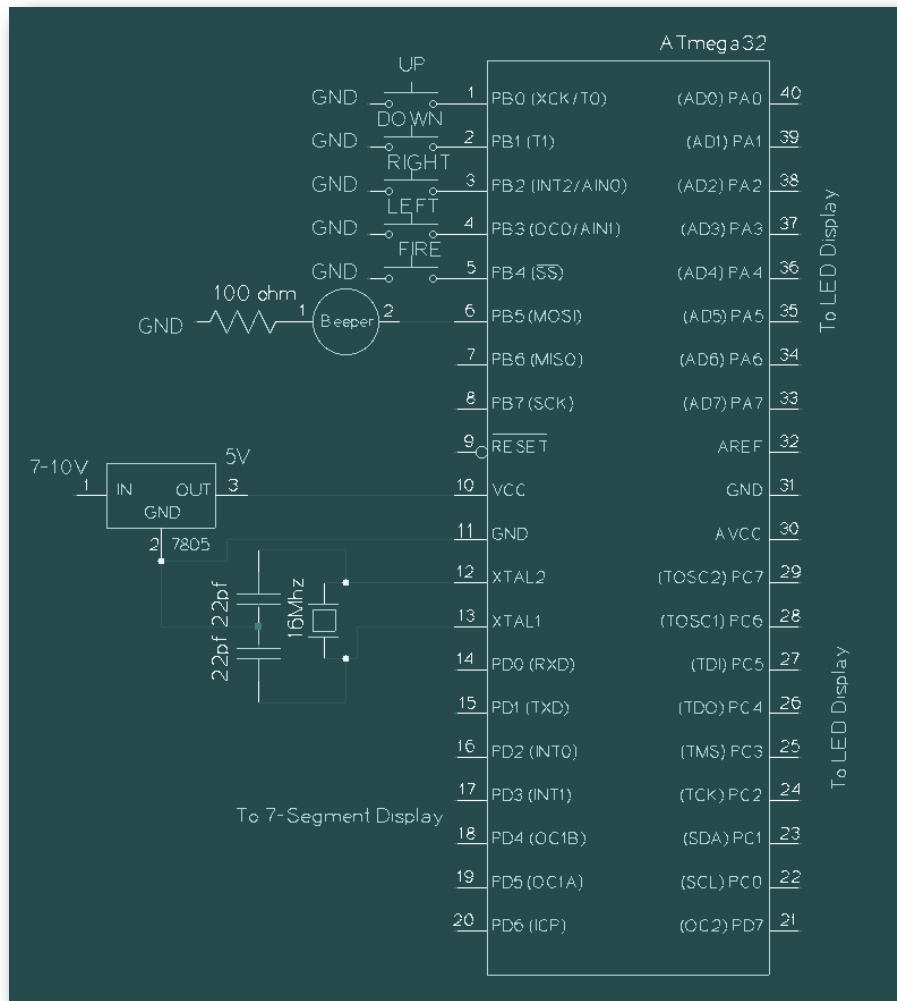 ATmega32
UP
GND 1 PB0 (XCK/T0) (AD0) PA0 40
DOWN
GND 2 PB1 (T1) (AD1) PA1 39
RIGHT
GND 3 PB2 (INT2/AIN0) (AD2) PA2 38
LEFT
GND 4 PB3 (OC0/AIN1) (AD3) PA3 37
FIRE
GND 5 PB4 (SS) (AD4) PA4 36
100 ohm
GND 1 Beeper 2 6 PB5 (MOSI) (AD5) PA5 35
7 PB6 (MISO) (AD6) PA6 34
8 PB7 (SCK) (AD7) PA7 33
To LED Display
9 RESET AREF 32
7-10V 5V
1 IN OUT 3 10 VCC GND 31
GND
2 7805 11 GND AVCC 30
12 XTAL2 (TOSC2) PC7 29
22pf 22pf 16Mhz
13 XTAL1 (TOSC1) PC6 28
14 PD0 (RXD) (TDI) PC5 27
15 PD1 (TXD) (TDO) PC4 26
16 PD2 (INT0) (TMS) PC3 25
To LED Display
17 PD3 (INT1) (TCK) PC2 24
To 7-Segment Display
18 PD4 (OC1B) (SDA) PC1 23
19 PD5 (OC1A) (SCL) PC0 22
20 PD6 (ICP) (OC2) PD7 21